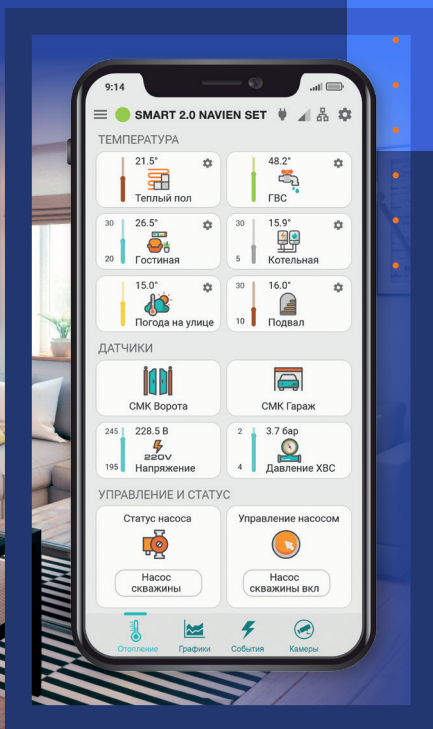 9:14
SMART 2.0 NAVIEN SET
ТЕМПЕРАТУРА
21.5°
Теплый пол
48.2°
ГВС
30
26.5°
20
Гостиная
30
15.9°
5
Котельная
15.0°
Погода на улице
30
16.0°
10
Подвал
ДАТЧИКИ
СМК Ворота
СМК Гараж
245
228.5 В
220V
195
Напряжение
2
3.7 бар
4
Давление ХВС
УПРАВЛЕНИЕ И СТАТУС
Статус насоса
Насос
скважины
Управление насосом
Насос
скважины вкл
Отопление
Графики
События
Камеры